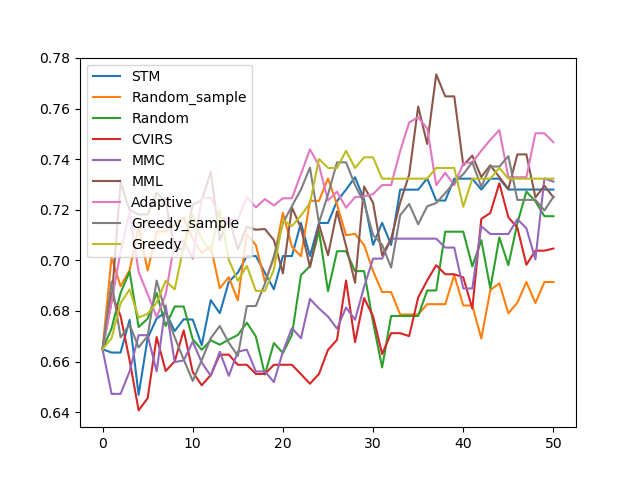 0.78
0.76
0.74
0.72
0.70
0.68
0.66
0.64
STM
Random_sample
Random
CVIRS
MMC
MML
Adaptive
Greedy_sample
Greedy
0 10 20 30 40 50